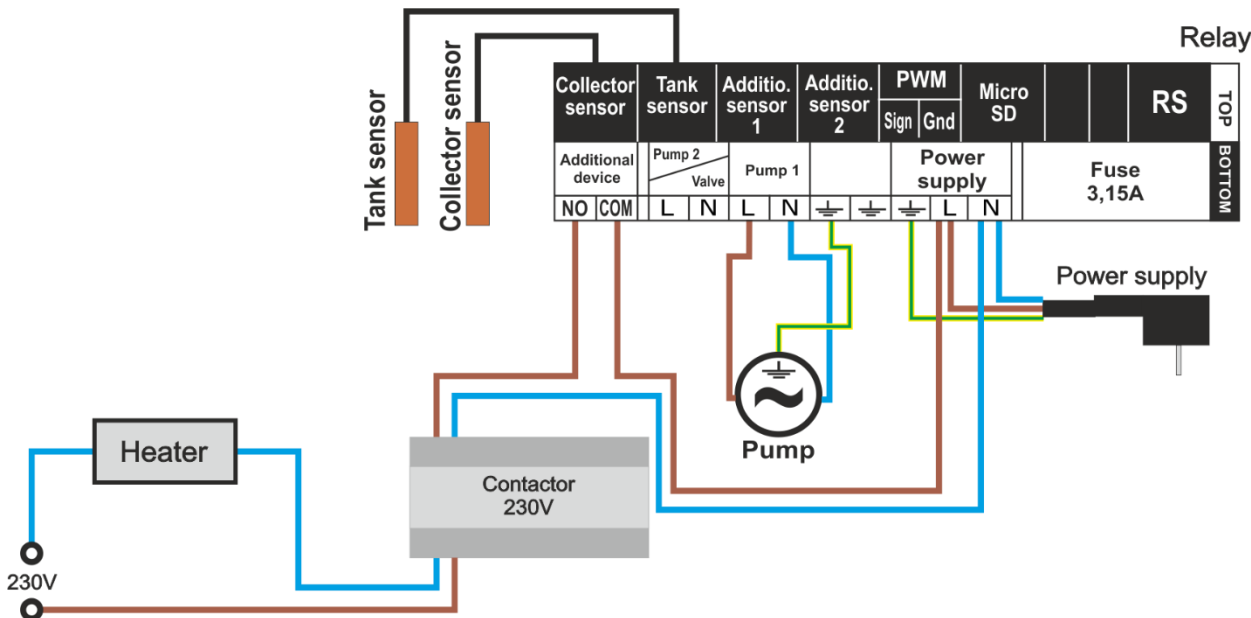 Relay
Tank sensor
Collector sensor
Collector
sensor
Tank
sensor
Additio.
sensor
1
Additio.
sensor
2
PWM
Sign Gnd
Micro
SD
RS
TOP
Additional
device
Pump 2
Valve
Pump 1
Power
supply
Fuse
3,15A
BOTTOM
NO COM L N L N L N
Power supply
Pump
Heater
Contactor
230V
230V